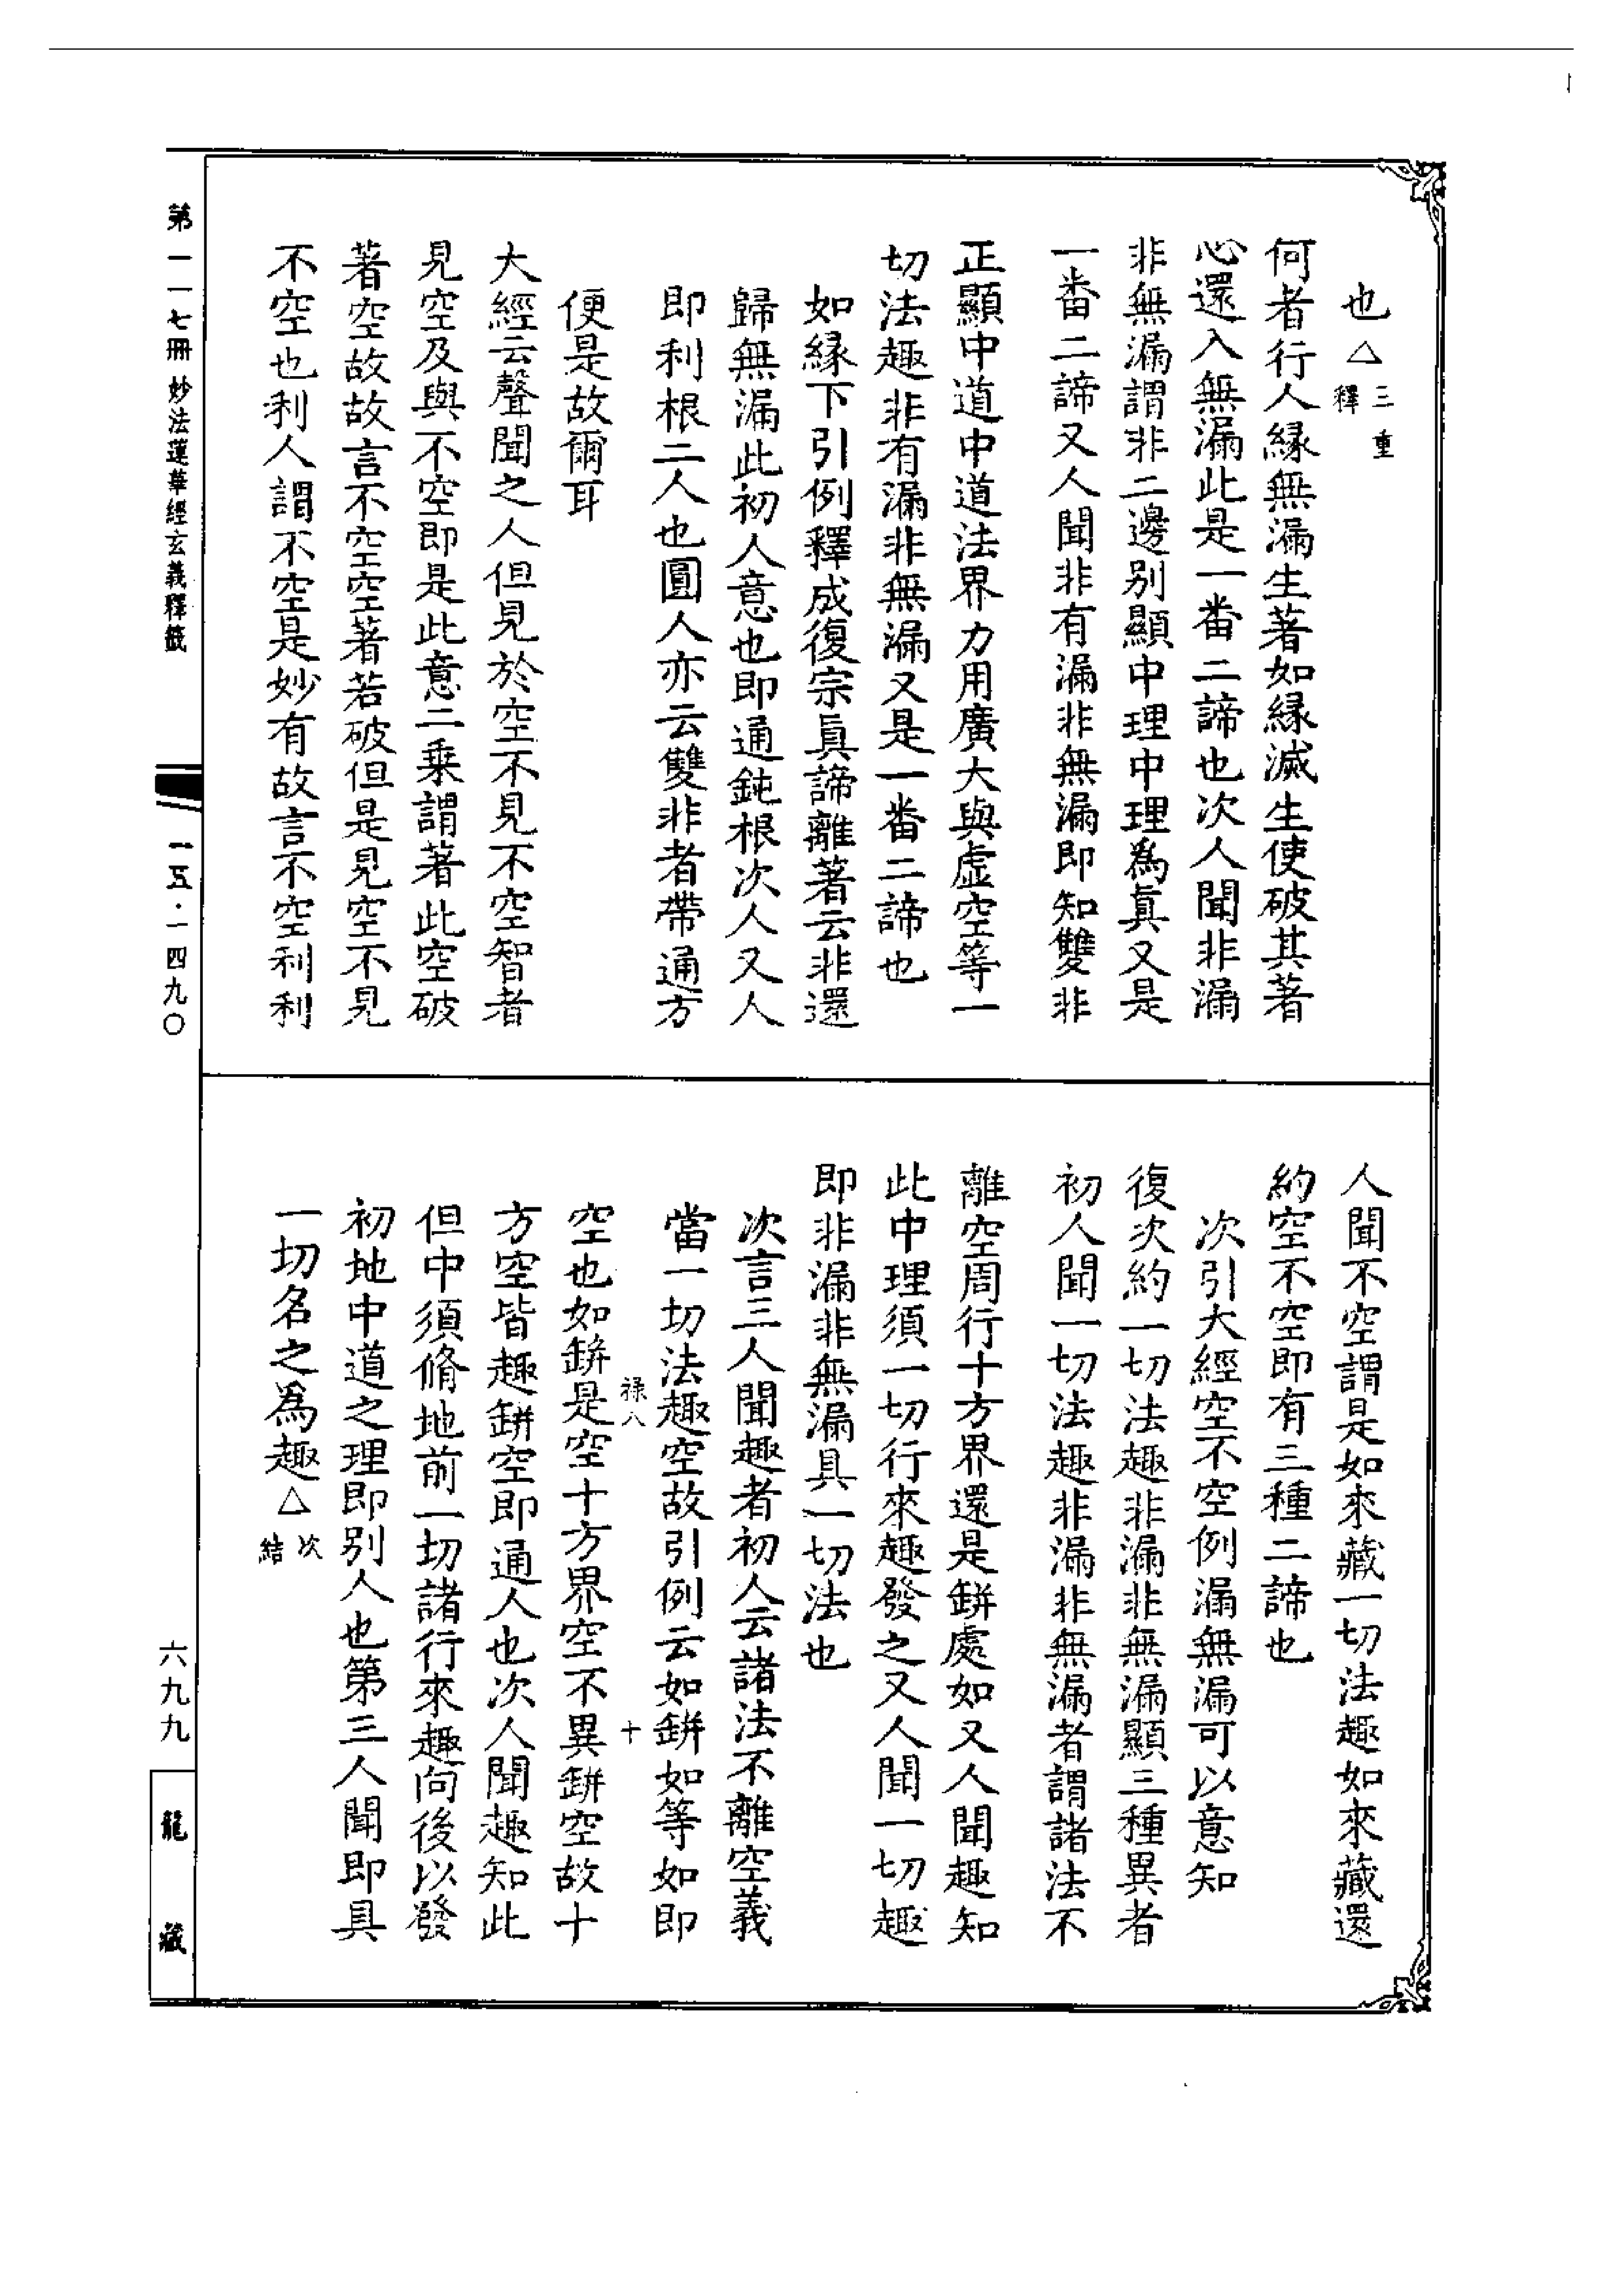 也△三重釋
何者行人緣無漏生著如緣滅生使破其著
心還入無漏此是一番二諦也次人聞非漏
非無漏謂非二邊別顯中理中理為真又是
一番二諦又人聞非有漏非無漏即知雙非
正顯中道中道法界力用廣大與虛空等一
切法趣非有漏非無漏又是一番二諦也
如緣下引例釋成復宗真諦離著云非還
歸無漏此初人意也即通鈍根次人又人
即利根二人也圓人亦云雙非者帶通方
便是故爾耳
大經云聲聞之人但見於空不見不空智者
見空及與不空即是此意二乗謂著此空破
著空故故言不空空著若破但是見空不見
不空也利人謂不空是妙有故言不空利利
人聞不空謂是如來藏一切法趣如來藏還
約空不空即有三種二諦也
次引大經空不空例漏無漏可以意知
復次約一切法趣非漏非無漏顯三種異者
初人聞一切法趣非漏非無漏者謂諸法不
離空周行十方界還是缾處如又人聞趣知
此中理須一切行來趣發之又人聞一切趣
即非漏非無漏具一切法也
次言三人聞趣者初人云諸法不離空義
當一切法趣空故引例云如缾如等如即
祿八 十
空也如缾是空十方界空不異缾空故十
方空皆趣缾空即通人也次人聞趣知此
但中須脩地前一切諸行來趣向後以發
初地中道之理即別人也第三人聞即具
一切名之為趣△次結
第一一七冊 妙法蓮華經玄義釋籤
一五·一四九〇
六九九
龍藏